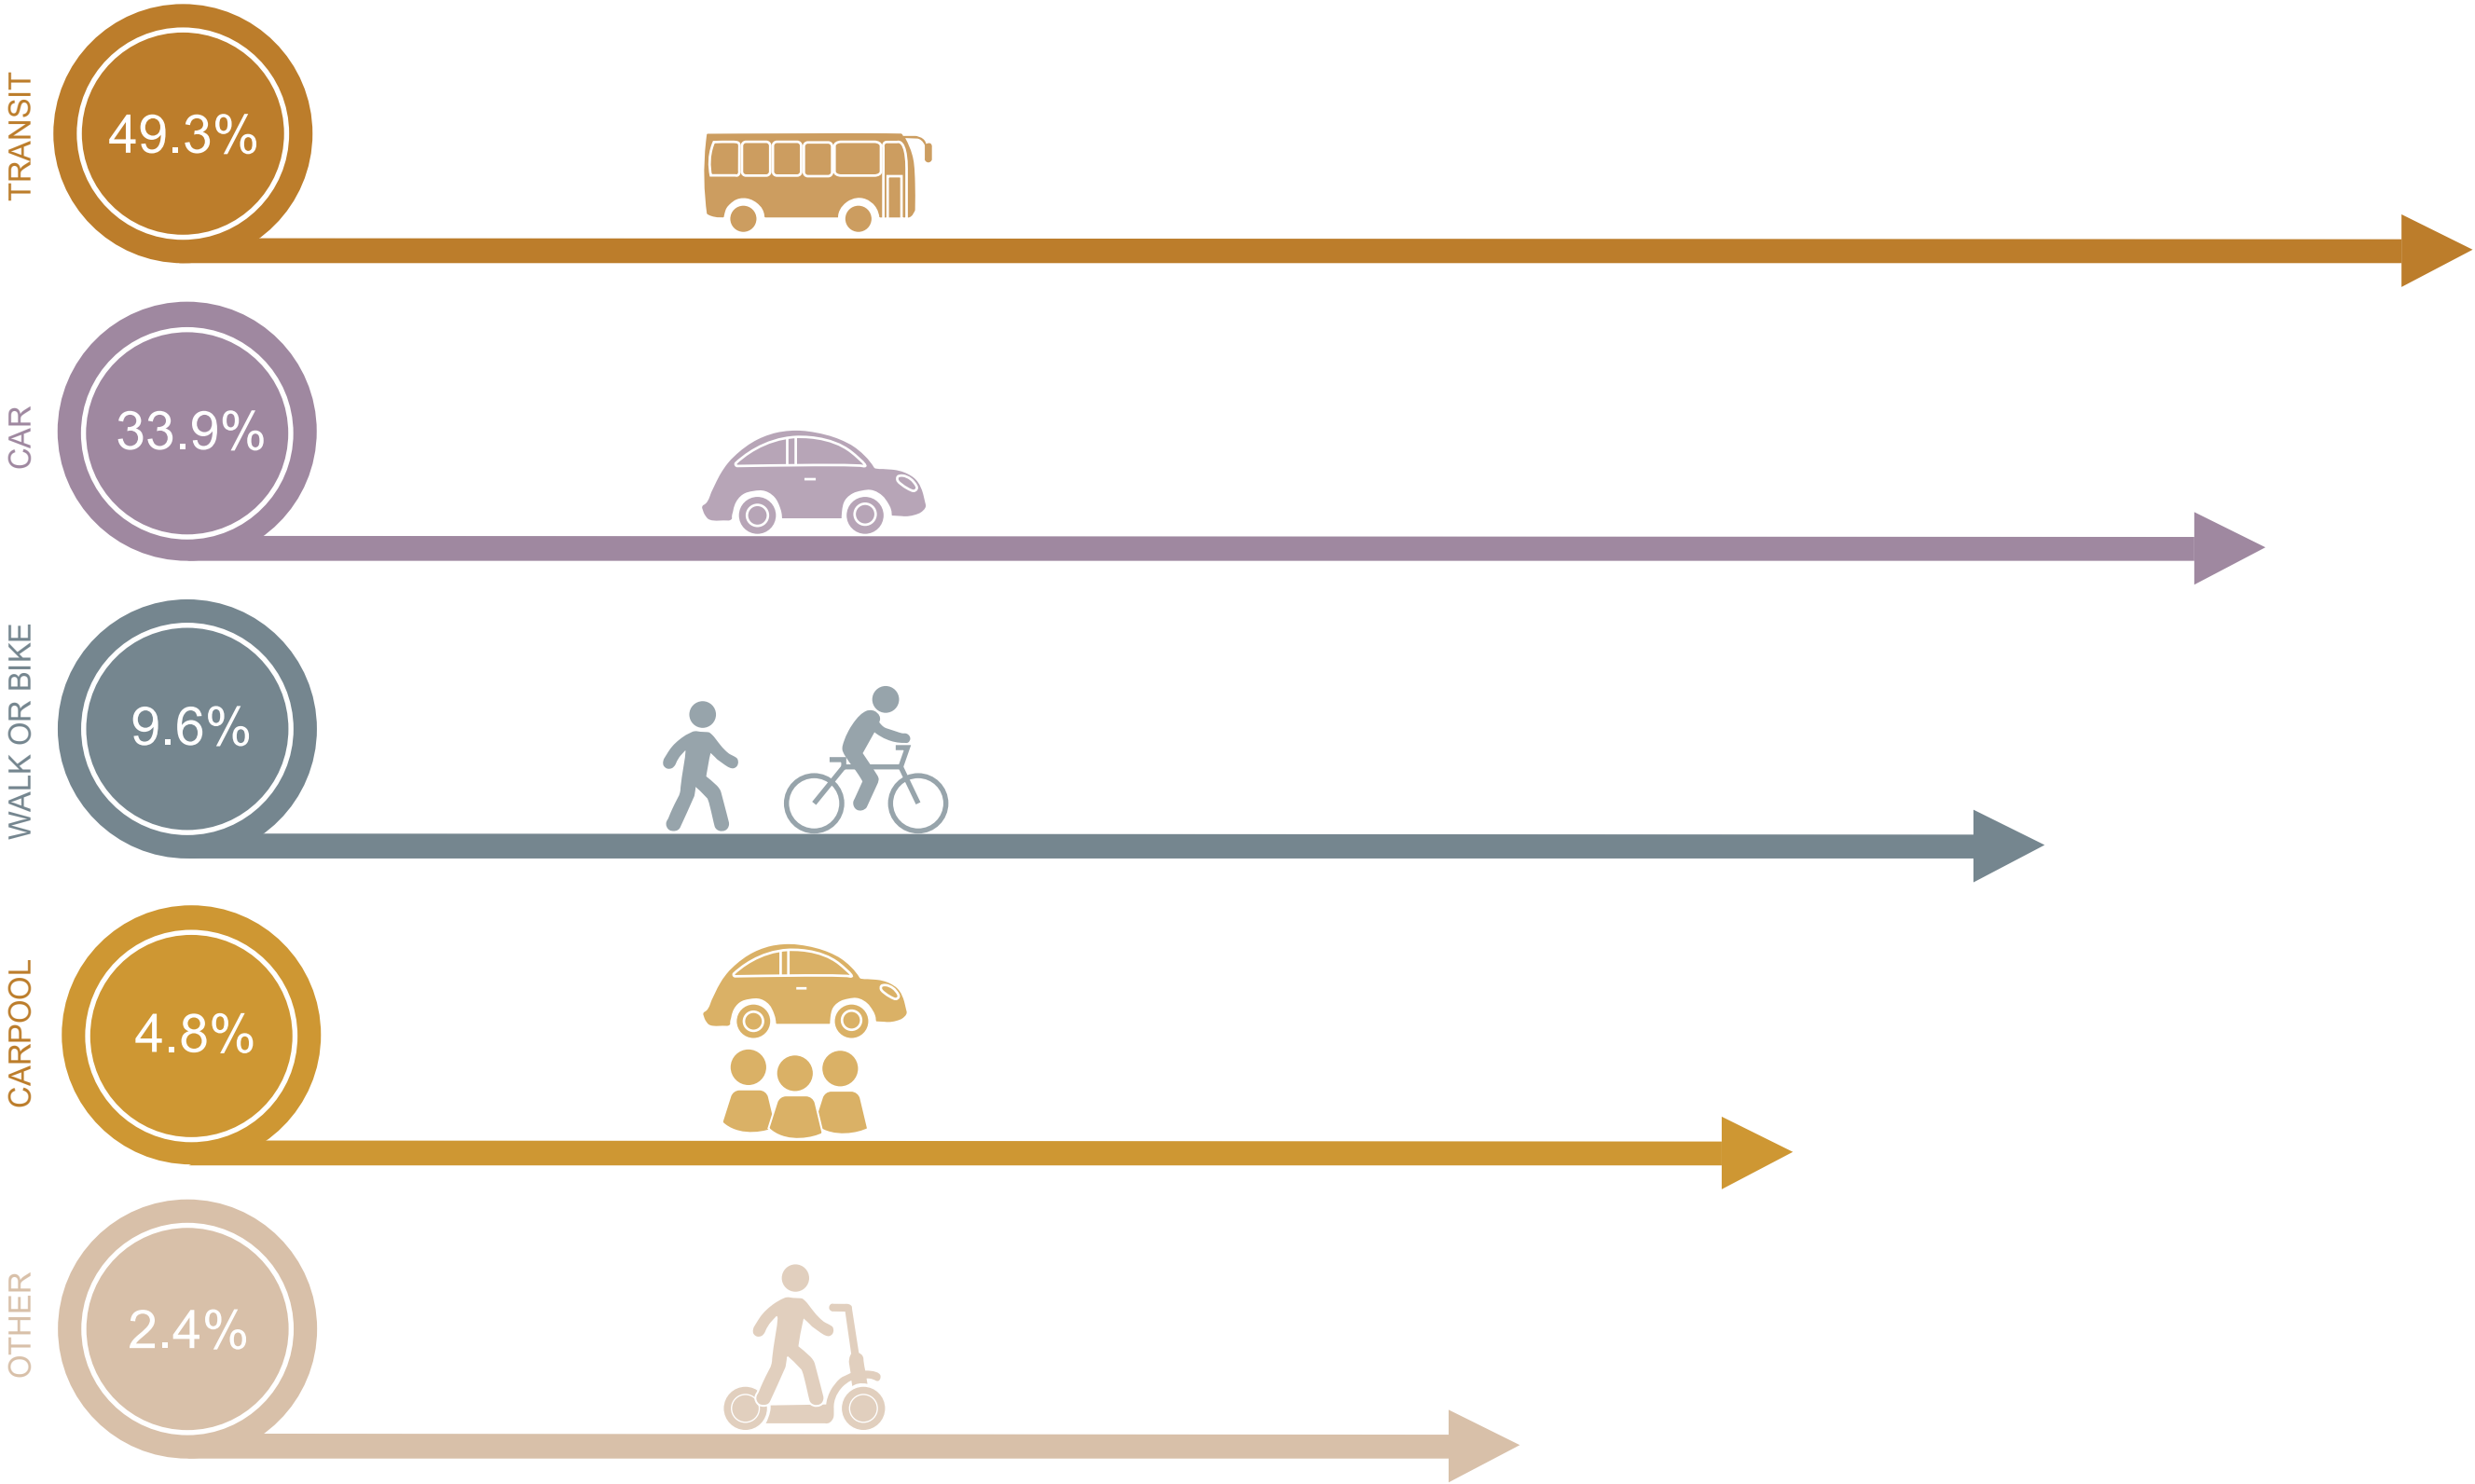 TRANSIT
49.3%
CAR
33.9%
WALK OR BIKE
9.6%
CARPOOL
4.8%
OTHER
2.4%